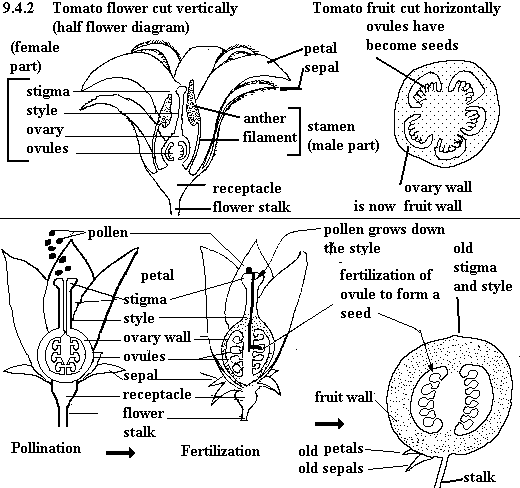 9.4.2 Tomato flower cut vertically
(half flower diagram)
Tomato fruit cut horizontally
ovules have
become seeds
(female
part)
petal
sepal
stigma
style
ovary
ovules
anther
filament
stamen
(male part)
receptacle
flower stalk
ovary wall
is now fruit wall
pollen
pollen grows down
the style
old
stigma
and style
petal
fertilization of
ovule to form a
seed
stigma
style
ovary wall
ovules
sepal
receptacle
flower
stalk
fruit wall
Pollination
Fertilization
old petals
old sepals
stalk